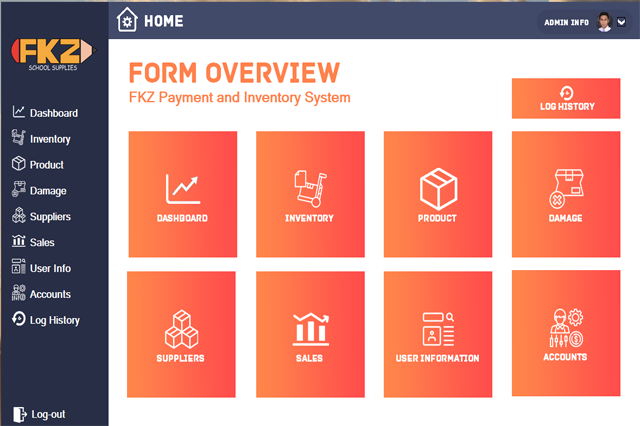 FKZ
SCHOOL SUPPLIES
Dashboard
Inventory
Product
Damage
Suppliers
Sales
User Info
Accounts
Log History
Log-out
HOME
ADMIN INFO
FORM OVERVIEW
FKZ Payment and Inventory System
LOG HISTORY
DASHBOARD
INVENTORY
PRODUCT
DAMAGE
SUPPLIERS
SALES
USER INFORMATION
ACCOUNTS